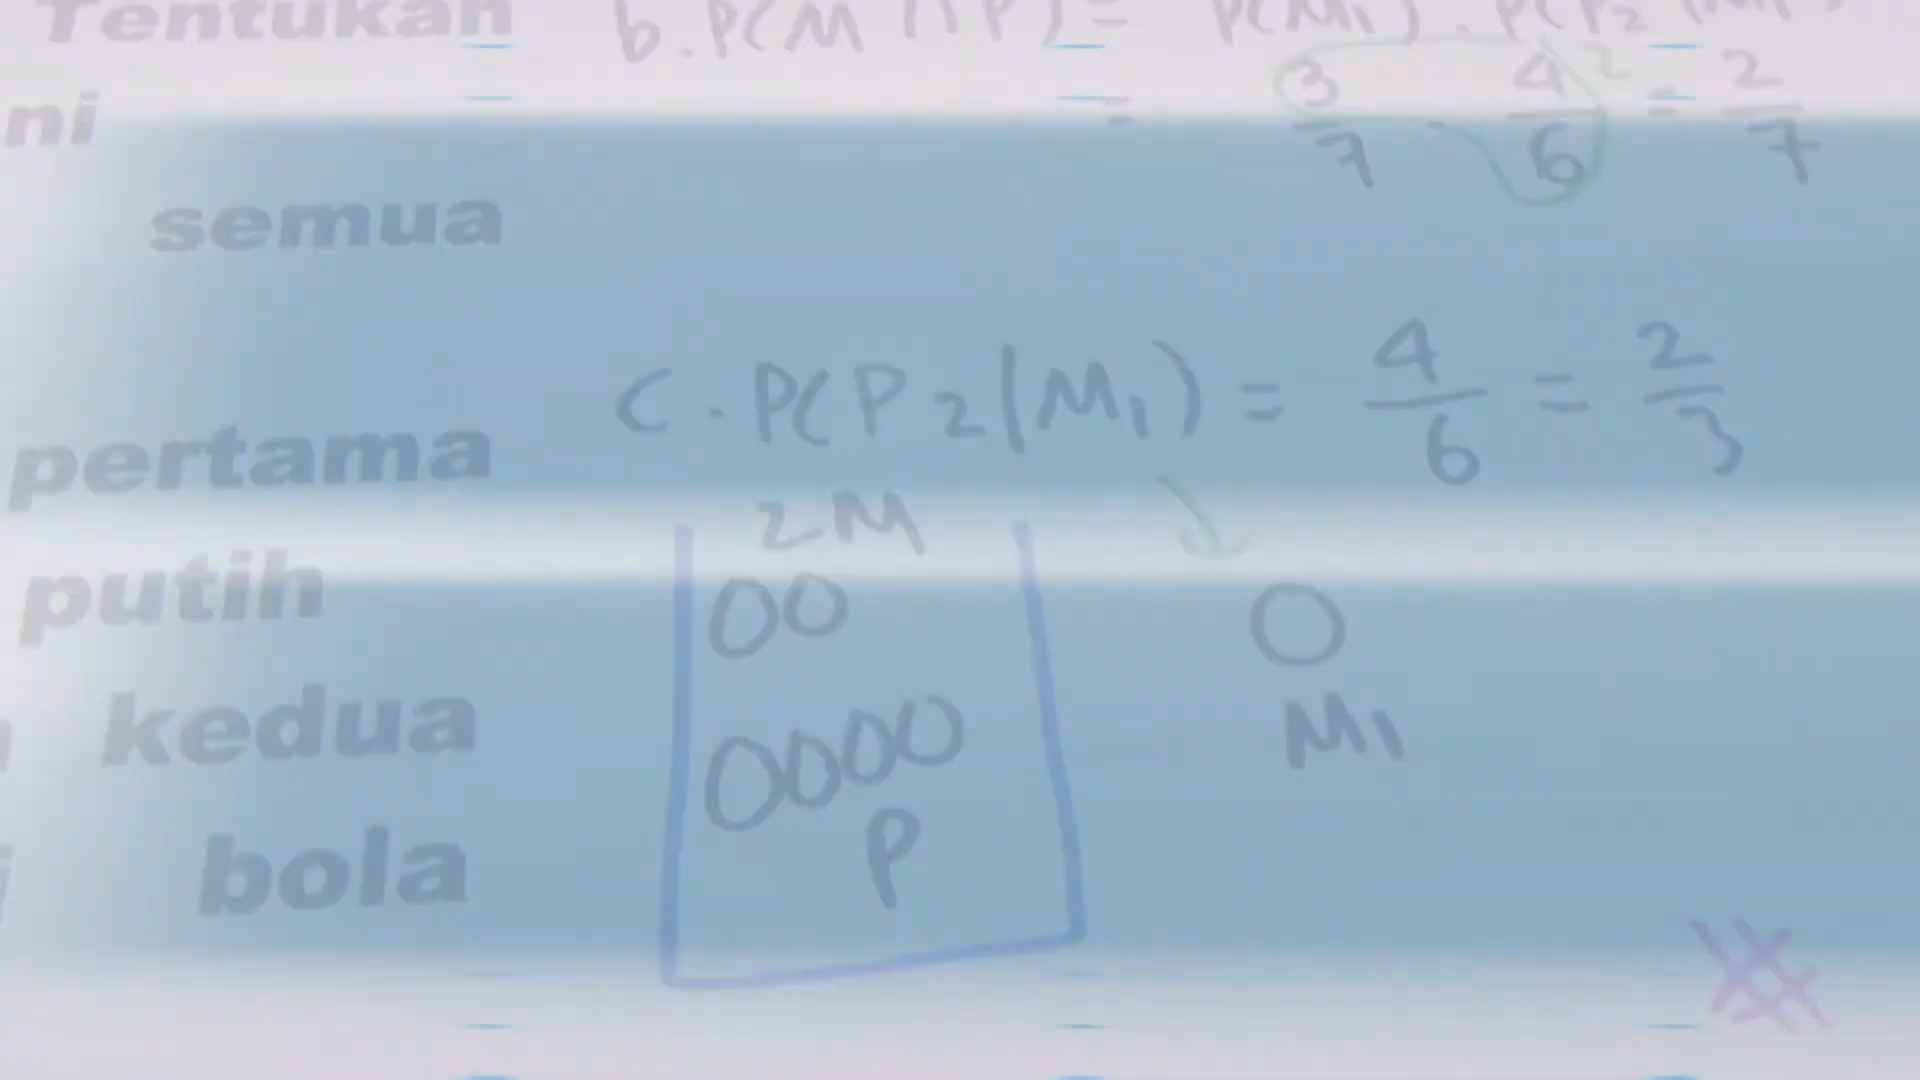 Tentukan
ni
semua
pertama
putih
kedua
bola
b. P(M ∩ P) = P(M₁) . P(P₂ | M₁)
= 3/7 . 4/6 2 = 2/7
C. P(P₂ | M₁) = 4/6 = 2/3
2M
M₁
P